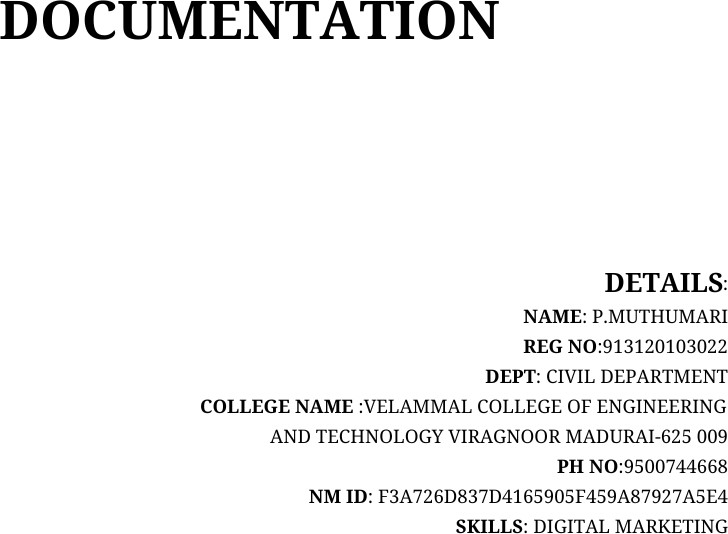 DOCUMENTATION
DETAILS:
NAME: P.MUTHUMARI
REG NO:913120103022
DEPT: CIVIL DEPARTMENT
COLLEGE NAME :VELAMMAL COLLEGE OF ENGINEERING
AND TECHNOLOGY VIRAGNOOR MADURAI-625 009
PH NO:9500744668
NM ID: F3A726D837D4165905F459A87927A5E4
SKILLS: DIGITAL MARKETING